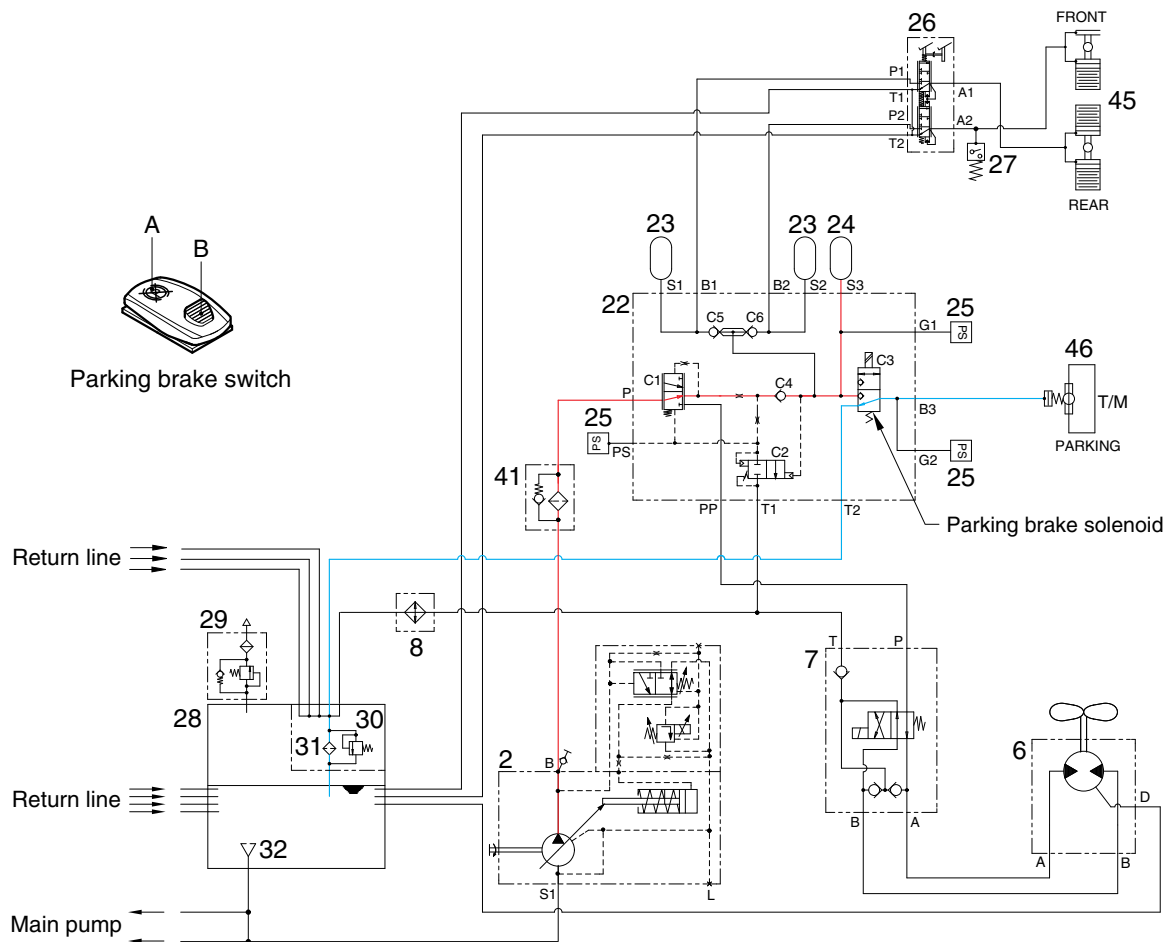 26
FRONT
P1
T1
A1
45
P2
A2
T2
27
REAR
A
B
Parking brake switch
23
23
24
S1
B1
B2
S2
S3
22
C5
C6
G1
25
PS
46
C1
C3
P
C4
T/M
B3
25
PS
PS
PARKING
C2
G2
25
PS
41
PP
T1
T2
Parking brake solenoid
Return line
29
8
T
P
7
28
30
31
2
B
6
Return line
D
32
B
A
A
B
S1
L
Main pump